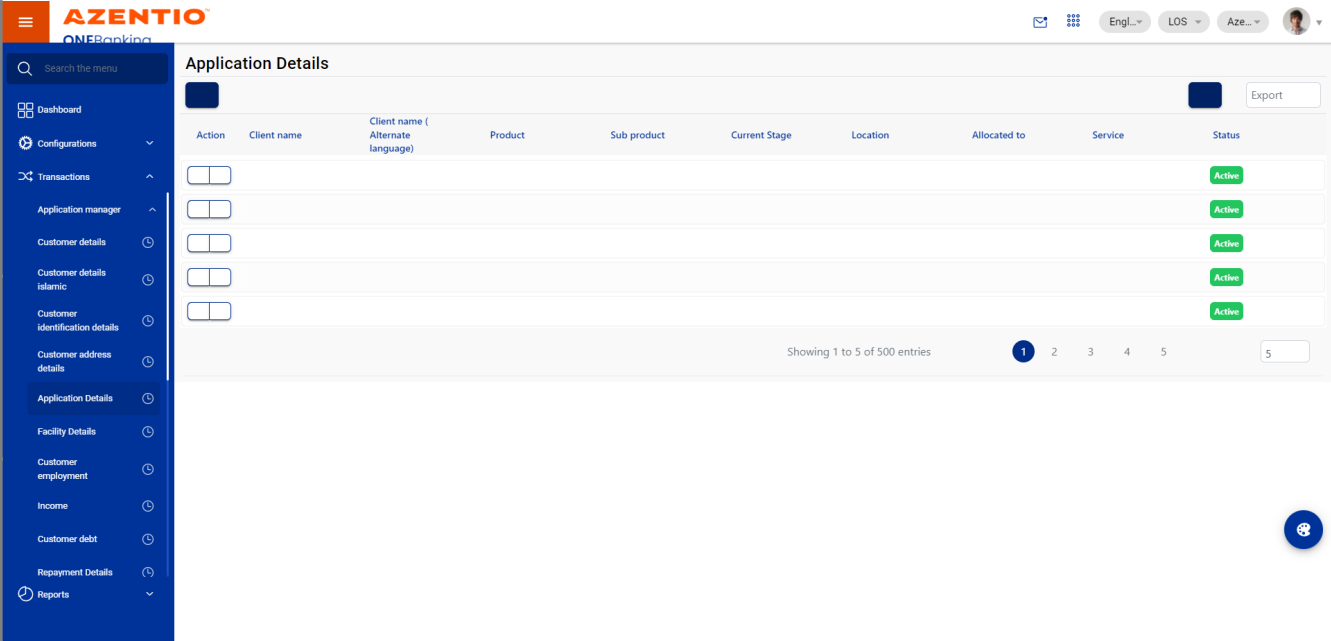 AZENTIO™
ONEBanking
Engl...
LOS
Aze...
Search the menu
Dashboard
Configurations
Transactions
Application manager
Customer details
Customer details
islamic
Customer
identification details
Customer address
details
Application Details
Facility Details
Customer
employment
Income
Customer debt
Repayment Details
Reports
Application Details
Export
Action
Client name
Client name (
Alternate
language)
Product
Sub product
Current Stage
Location
Allocated to
Service
Status
Active
Active
Active
Active
Active
Showing 1 to 5 of 500 entries
1
2
3
4
5
5